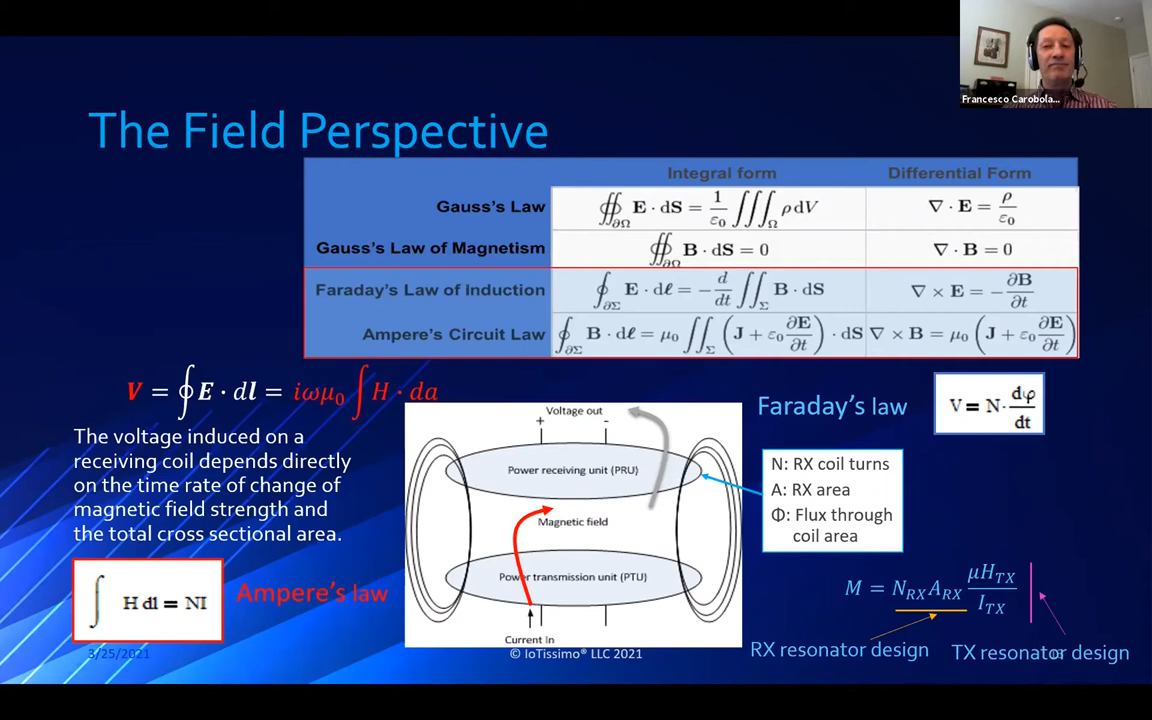 Francesco Carobola...
The Field Perspective
Integral form Differential Form
Gauss's Law ∯_∂Ω E · dS = 1/ε₀ ∭_Ω ρ dV ∇ · E = ρ/ε₀
Gauss's Law of Magnetism ∯_∂Ω B · dS = 0 ∇ · B = 0
Faraday's Law of Induction ∮_∂Σ E · dℓ = − d/dt ∬_Σ B · dS ∇ × E = − ∂B/∂t
Ampere's Circuit Law ∮_∂Σ B · dℓ = μ₀ ∬_Σ (J + ε₀ ∂E/∂t) · dS ∇ × B = μ₀ (J + ε₀ ∂E/∂t)
V = ∮ E · dl = iωμ₀ ∫ H · da
The voltage induced on a
receiving coil depends directly
on the time rate of change of
magnetic field strength and
the total cross sectional area.
∫ H dl = NI
Ampere's law
Voltage out
+ -
Power receiving unit (PRU)
Magnetic field
Power transmission unit (PTU)
Current In
Faraday's law
V = N· dφ/dt
N: RX coil turns
A: RX area
Φ: Flux through
coil area
M = N_RX A_RX μH_TX/I_TX
RX resonator design
TX resonator design
3/25/2021
© IoTissimo® LLC 2021